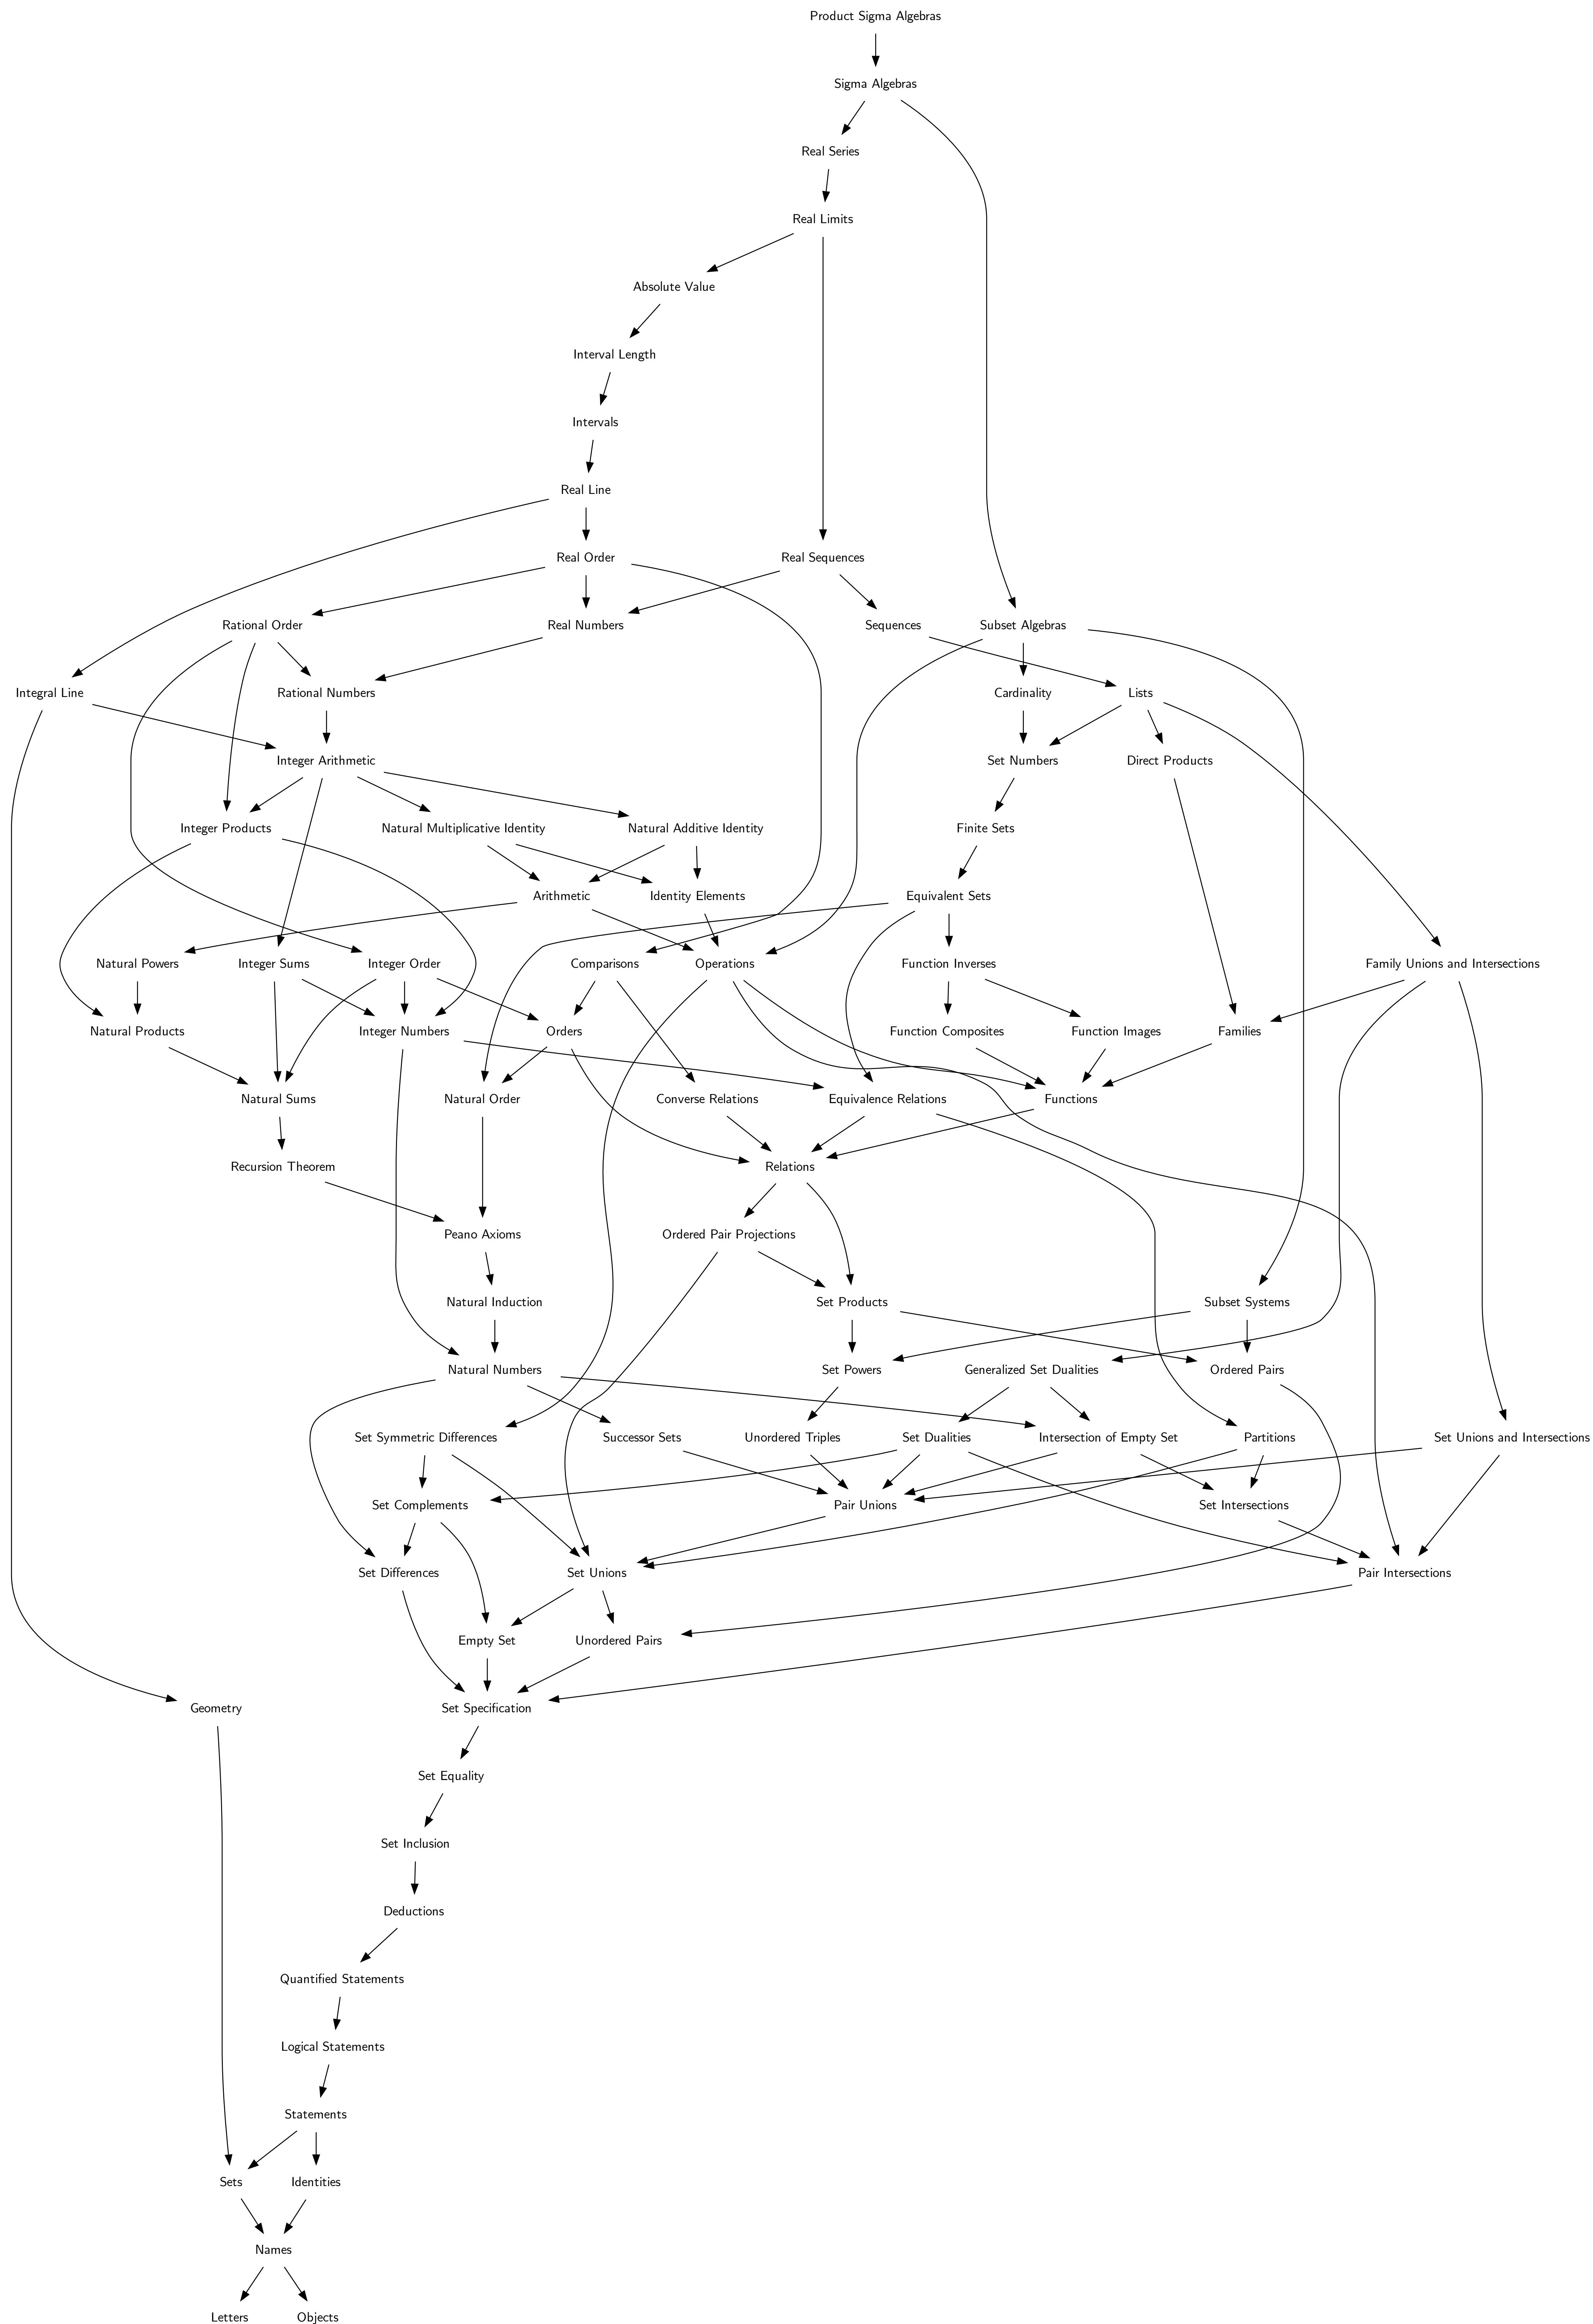 Product Sigma Algebras
Sigma Algebras
Real Series
Real Limits
Absolute Value
Interval Length
Intervals
Real Line
Real Order
Real Sequences
Rational Order
Real Numbers
Sequences
Subset Algebras
Integral Line
Rational Numbers
Cardinality
Lists
Integer Arithmetic
Set Numbers
Direct Products
Integer Products
Natural Multiplicative Identity
Natural Additive Identity
Finite Sets
Arithmetic
Identity Elements
Equivalent Sets
Natural Powers
Integer Sums
Integer Order
Comparisons
Operations
Function Inverses
Family Unions and Intersections
Natural Products
Integer Numbers
Orders
Function Composites
Function Images
Families
Natural Sums
Natural Order
Converse Relations
Equivalence Relations
Functions
Recursion Theorem
Relations
Peano Axioms
Ordered Pair Projections
Natural Induction
Set Products
Subset Systems
Natural Numbers
Set Powers
Generalized Set Dualities
Ordered Pairs
Set Symmetric Differences
Successor Sets
Unordered Triples
Set Dualities
Intersection of Empty Set
Partitions
Set Unions and Intersections
Set Complements
Pair Unions
Set Intersections
Set Differences
Set Unions
Pair Intersections
Empty Set
Unordered Pairs
Geometry
Set Specification
Set Equality
Set Inclusion
Deductions
Quantified Statements
Logical Statements
Statements
Sets
Identities
Names
Letters
Objects